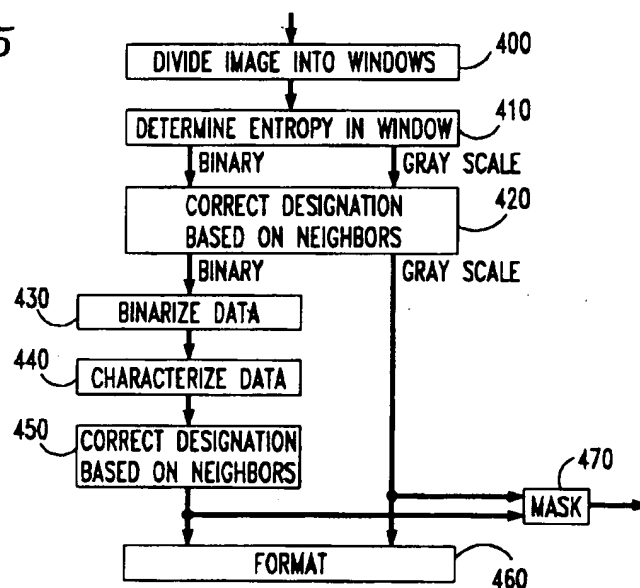 DIVIDE IMAGE INTO WINDOWS
400
DETERMINE ENTROPY IN WINDOW
410
BINARY
GRAY SCALE
CORRECT DESIGNATION
BASED ON NEIGHBORS
420
BINARY
GRAY SCALE
430
BINARIZE DATA
440
CHARACTERIZE DATA
450
CORRECT DESIGNATION
BASED ON NEIGHBORS
470
MASK
FORMAT
460